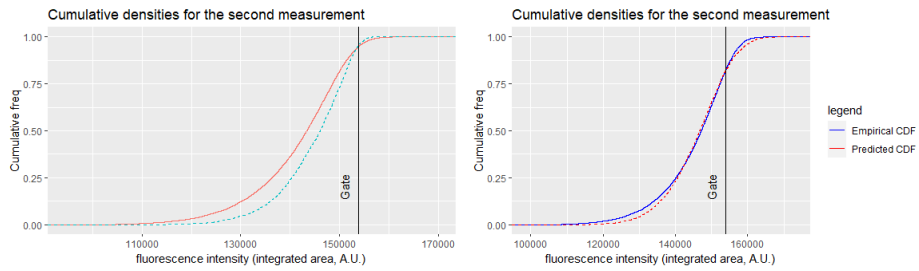 Cumulative densities for the second measurement
1.00
0.75
0.50
0.25
0.00
Cumulative freq
Gate
110000 130000 150000 170000
fluorescence intensity (integrated area, A.U.)
Cumulative densities for the second measurement
1.00
0.75
0.50
0.25
0.00
Cumulative freq
Gate
100000 120000 140000 160000
fluorescence intensity (integrated area, A.U.)
legend
Empirical CDF
Predicted CDF